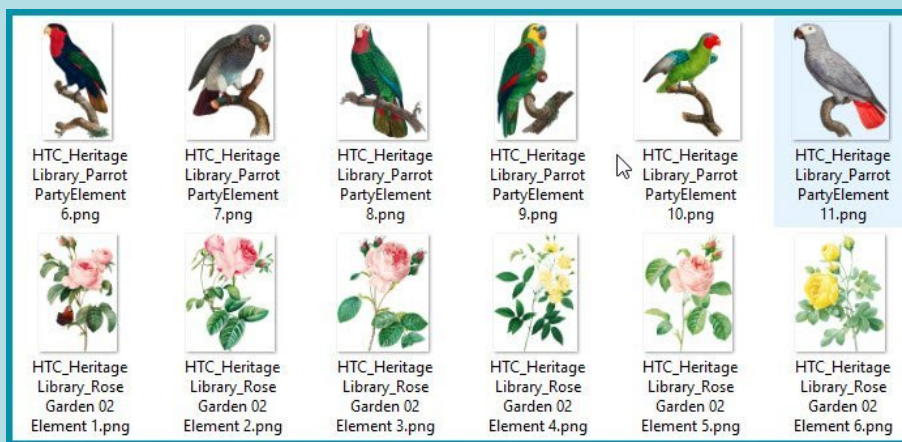 HTC_Heritage
Library_Parrot
PartyElement
6.png
HTC_Heritage
Library_Parrot
PartyElement
7.png
HTC_Heritage
Library_Parrot
PartyElement
8.png
HTC_Heritage
Library_Parrot
PartyElement
9.png
HTC_Heritage
Library_Parrot
PartyElement
10.png
HTC_Heritage
Library_Parrot
PartyElement
11.png
HTC_Heritage
Library_Rose
Garden 02
Element 1.png
HTC_Heritage
Library_Rose
Garden 02
Element 2.png
HTC_Heritage
Library_Rose
Garden 02
Element 3.png
HTC_Heritage
Library_Rose
Garden 02
Element 4.png
HTC_Heritage
Library_Rose
Garden 02
Element 5.png
HTC_Heritage
Library_Rose
Garden 02
Element 6.png